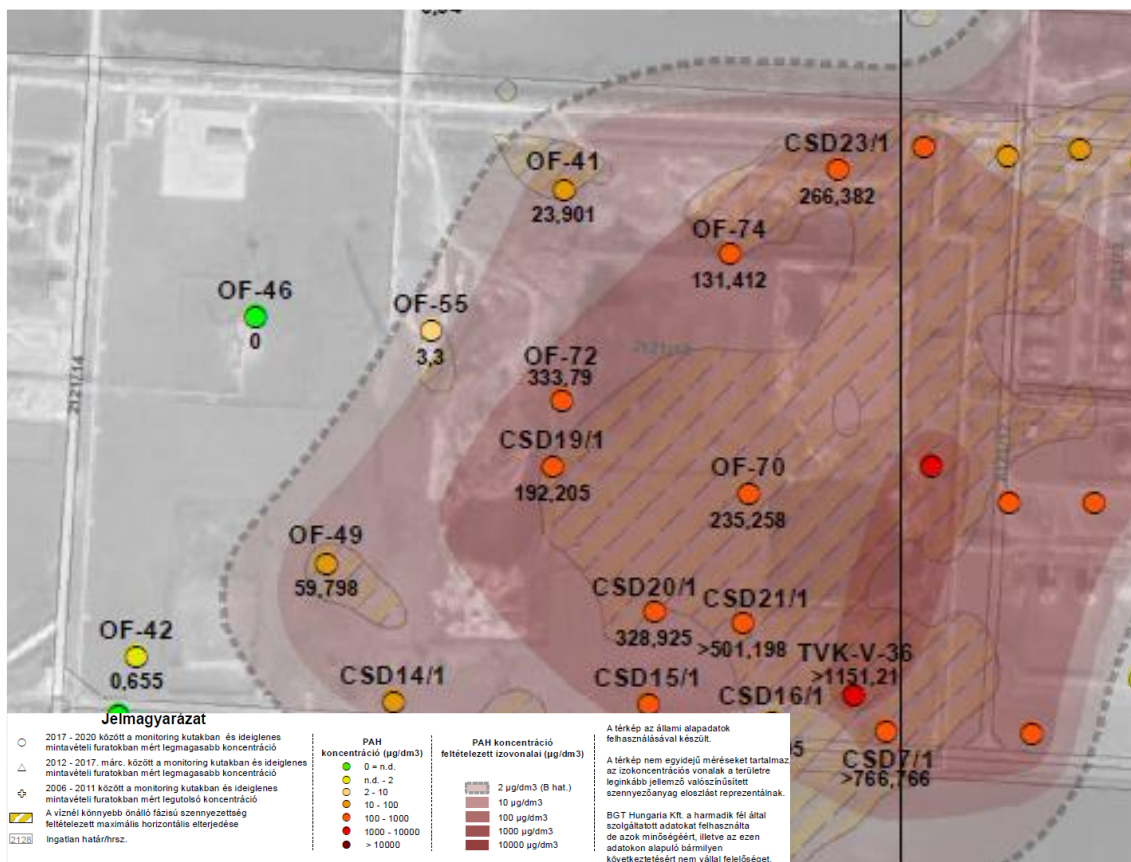 OF-41
23,901
CSD23/1
266,382
OF-74
131,412
OF-46
0
OF-55
3,3
OF-72
333,79
2121/14
CSD19/1
192,205
OF-70
235,258
OF-49
59,798
CSD20/1
328,925
CSD21/1
>501,198
OF-42
0,655
TVK-V-36
>1151,21
CSD14/1
CSD15/1
CSD16/1
CSD7/1
>766,766
Jelmagyarázat
2017 - 2020 között a monitoring kutakban és ideiglenes
mintavételi furatokban mért legmagasabb koncentráció
2012 - 2017. márc. között a monitoring kutakban és ideiglenes
mintavételi furatokban mért legmagasabb koncentráció
2006 - 2011 között a monitoring kutakban és ideiglenes
mintavételi furatokban mért legutolsó koncentráció
A víznél könnyebb önálló fázisú szennyezettség
feltételezett maximális horizontális elterjedése
2128 Ingatlan határ/hrsz.
PAH
koncentráció (µg/dm3)
0 = n.d.
n.d. - 2
2 - 10
10 - 100
100 - 1000
1000 - 10000
> 10000
PAH koncentráció
feltételezett izovonalai (µg/dm3)
2 µg/dm3 (B hat.)
10 µg/dm3
100 µg/dm3
1000 µg/dm3
10000 µg/dm3
A térkép az állami alapadatok
felhasználásával készült.
A térkép nem egyidejű méréseket tartalmaz,
az izokoncentrációs vonalak a területre
leginkább jellemző valószínűsített
szennyezőanyag eloszlást reprezentálnak.
BGT Hungaria Kft. a harmadik fél által
szolgáltatott adatokat felhasználta
de azok minőségéért, illetve az ezen
adatokon alapuló bármilyen
következtetésért nem vállal felelőséget.